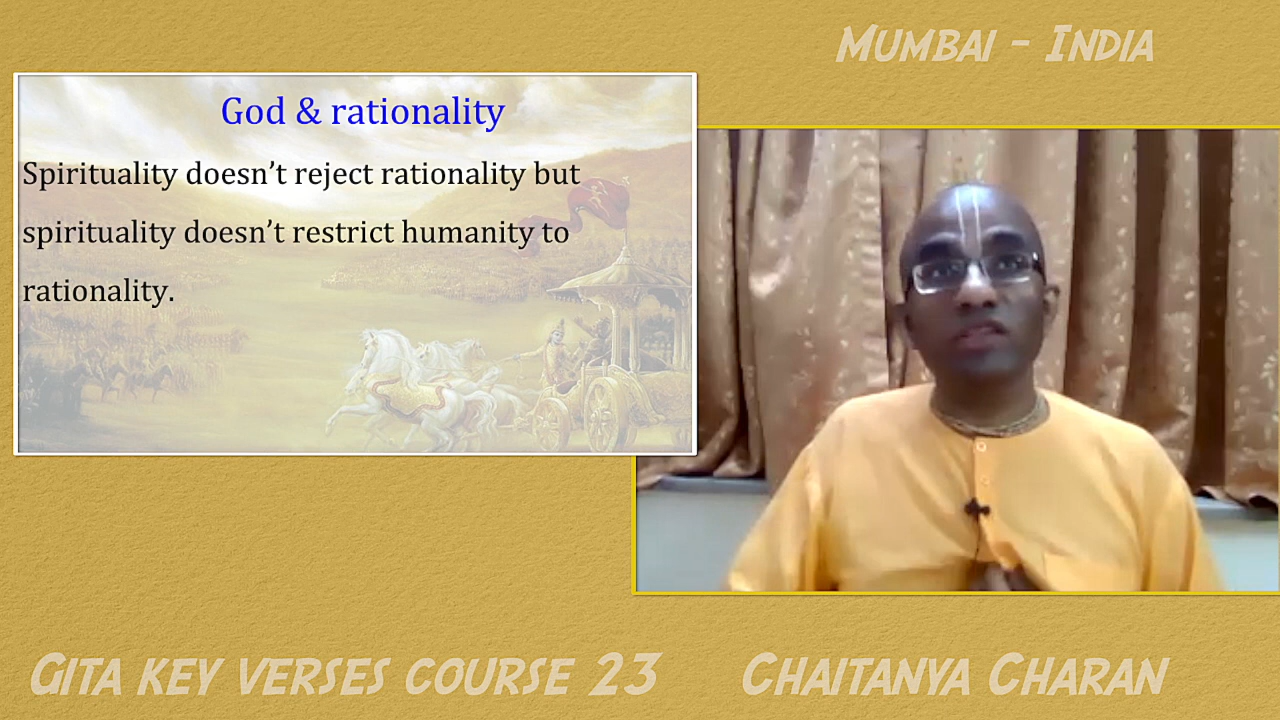 MUMBAI - INDIA
God & rationality
Spirituality doesn’t reject rationality but
spirituality doesn’t restrict humanity to
rationality.
GITA KEY VERSES COURSE 23
CHAITANYA CHARAN